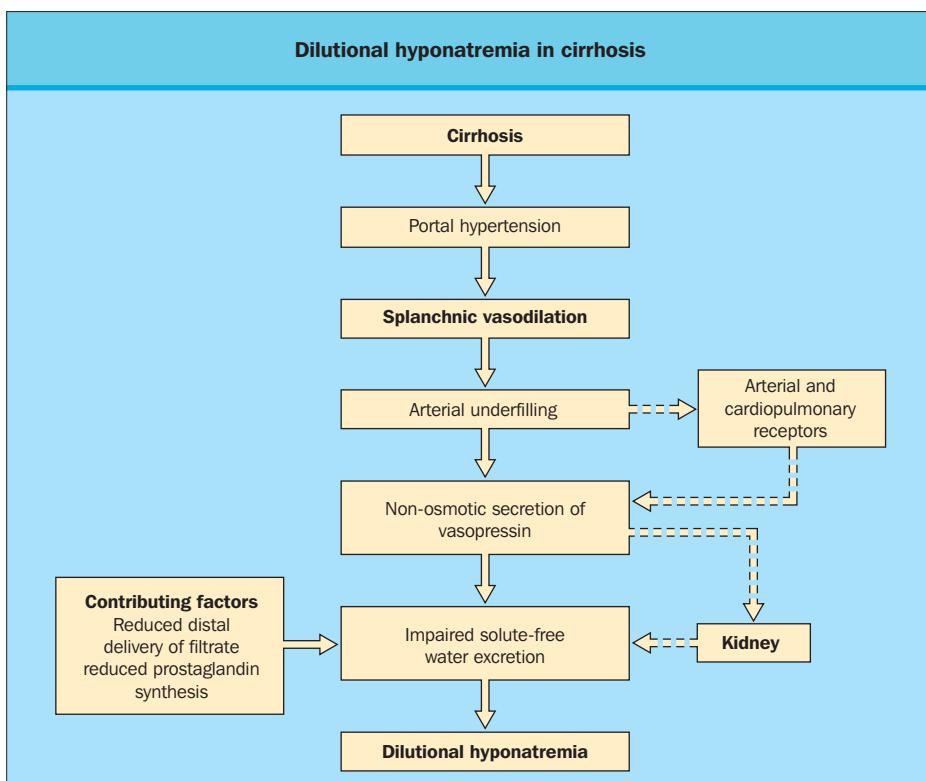 Dilutional hyponatremia in cirrhosis
Cirrhosis
Portal hypertension
Splanchnic vasodilation
Arterial underfilling
Arterial and
cardiopulmonary
receptors
Non-osmotic secretion of
vasopressin
Contributing factors
Reduced distal
delivery of filtrate
reduced prostaglandin
synthesis
Impaired solute-free
water excretion
Kidney
Dilutional hyponatremia